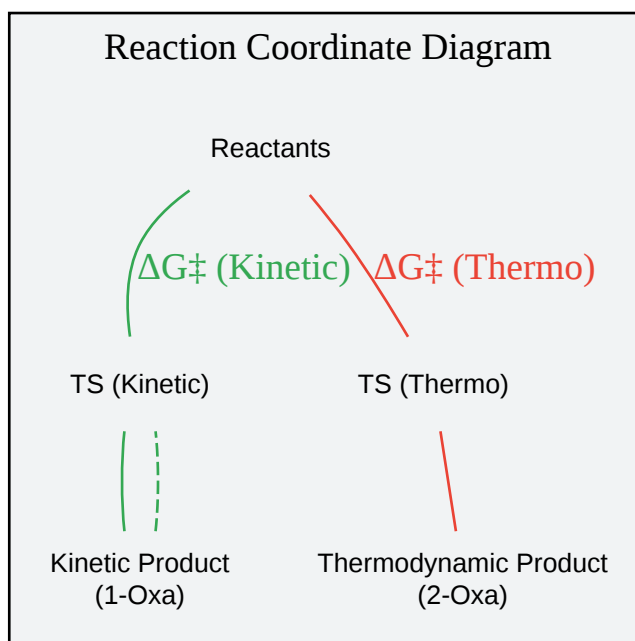 Reaction Coordinate Diagram
Reactants
ΔG‡ (Kinetic) ΔG‡ (Thermo)
TS (Kinetic) TS (Thermo)
Kinetic Product Thermodynamic Product
(1-Oxa) (2-Oxa)